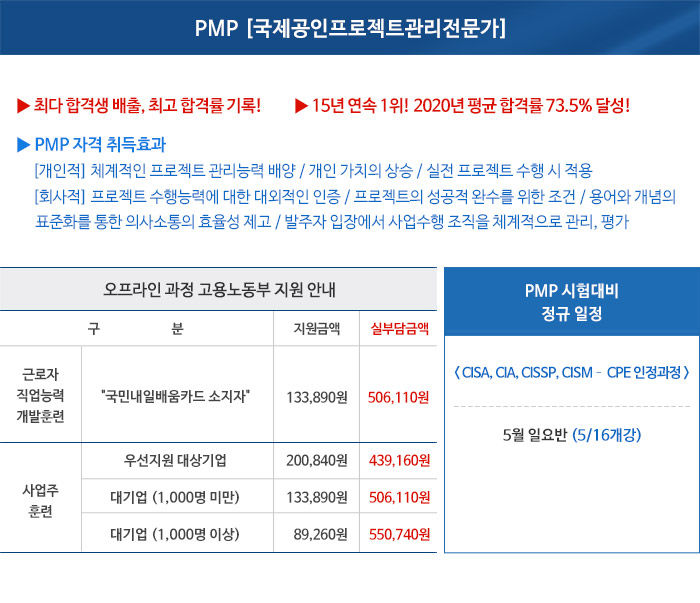 PMP [국제공인프로젝트관리전문가]
▶ 최다 합격생 배출, 최고 합격률 기록! ▶ 15년 연속 1위! 2020년 평균 합격률 73.5% 달성!
▶ PMP 자격 취득효과
[개인적] 체계적인 프로젝트 관리능력 배양 / 개인 가치의 상승 / 실전 프로젝트 수행 시 적용
[회사적] 프로젝트 수행능력에 대한 대외적인 인증 / 프로젝트의 성공적 완수를 위한 조건 / 용어와 개념의
표준화를 통한 의사소통의 효율성 제고 / 발주자 입장에서 사업수행 조직을 체계적으로 관리, 평가
오프라인 과정 고용노동부 지원 안내
구 분 지원금액 실부담금액
근로자
직업능력
개발훈련
"국민내일배움카드 소지자" 133,890원 506,110원
사업주
훈련
우선지원 대상기업 200,840원 439,160원
대기업 (1,000명 미만) 133,890원 506,110원
대기업 (1,000명 이상) 89,260원 550,740원
PMP 시험대비
정규 일정
< CISA, CIA, CISSP, CISM - CPE 인정과정 >
5월 일요반 (5/16개강)